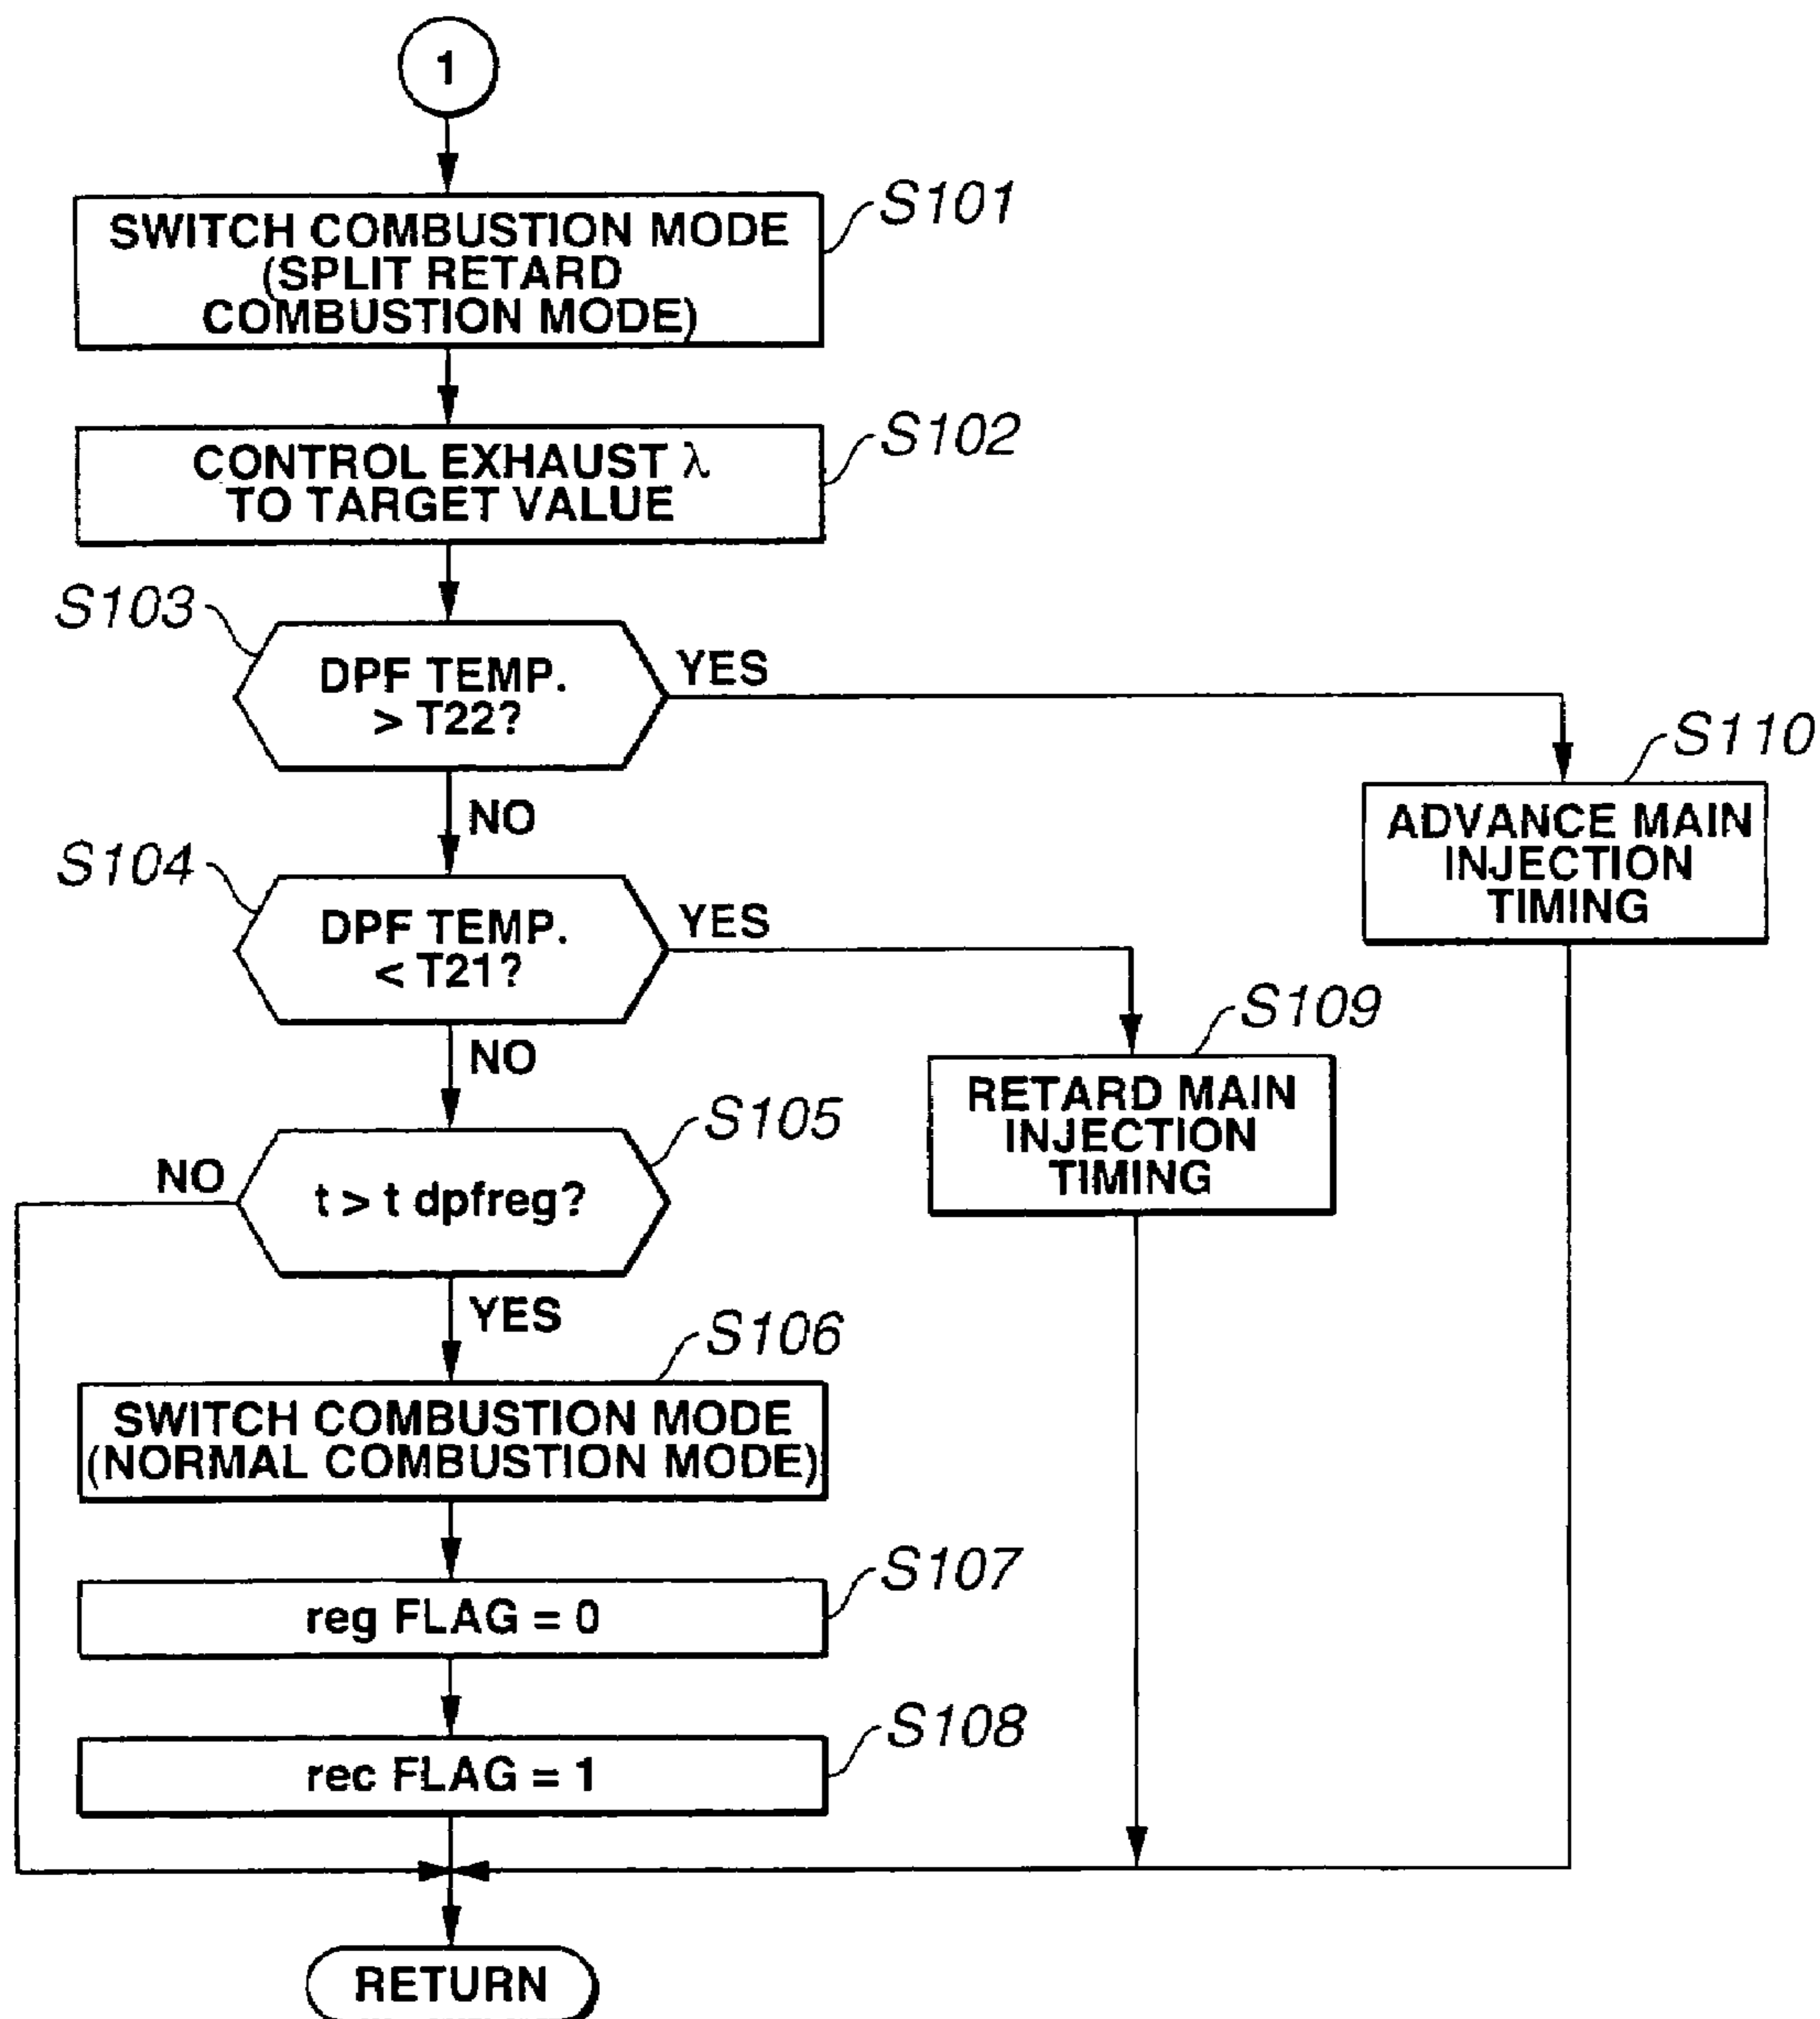 1
S101
SWITCH COMBUSTION MODE
(SPLIT RETARD
COMBUSTION MODE)
S102
CONTROL EXHAUST λ
TO TARGET VALUE
S103
DPF TEMP.
> T22?
YES
NO
S110
ADVANCE MAIN
INJECTION
TIMING
S104
DPF TEMP.
< T21?
YES
NO
S109
RETARD MAIN
INJECTION
TIMING
S105
t > t dpfreg?
NO
YES
S106
SWITCH COMBUSTION MODE
(NORMAL COMBUSTION MODE)
S107
reg FLAG = 0
S108
rec FLAG = 1
RETURN